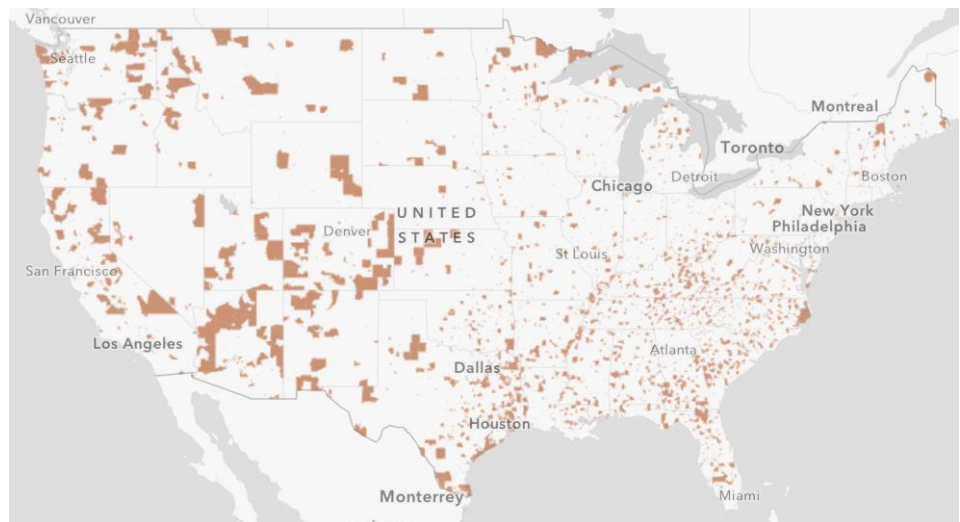 Vancouver
Seattle
Montreal
Toronto
Boston
Detroit
Chicago
UNITED
STATES
New York
Philadelphia
Denver
Washington
St Louis
San Francisco
Los Angeles
Atlanta
Dallas
Houston
Monterrey
Miami